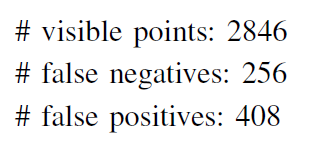 # visible points: 2846
# false negatives: 256
# false positives: 408